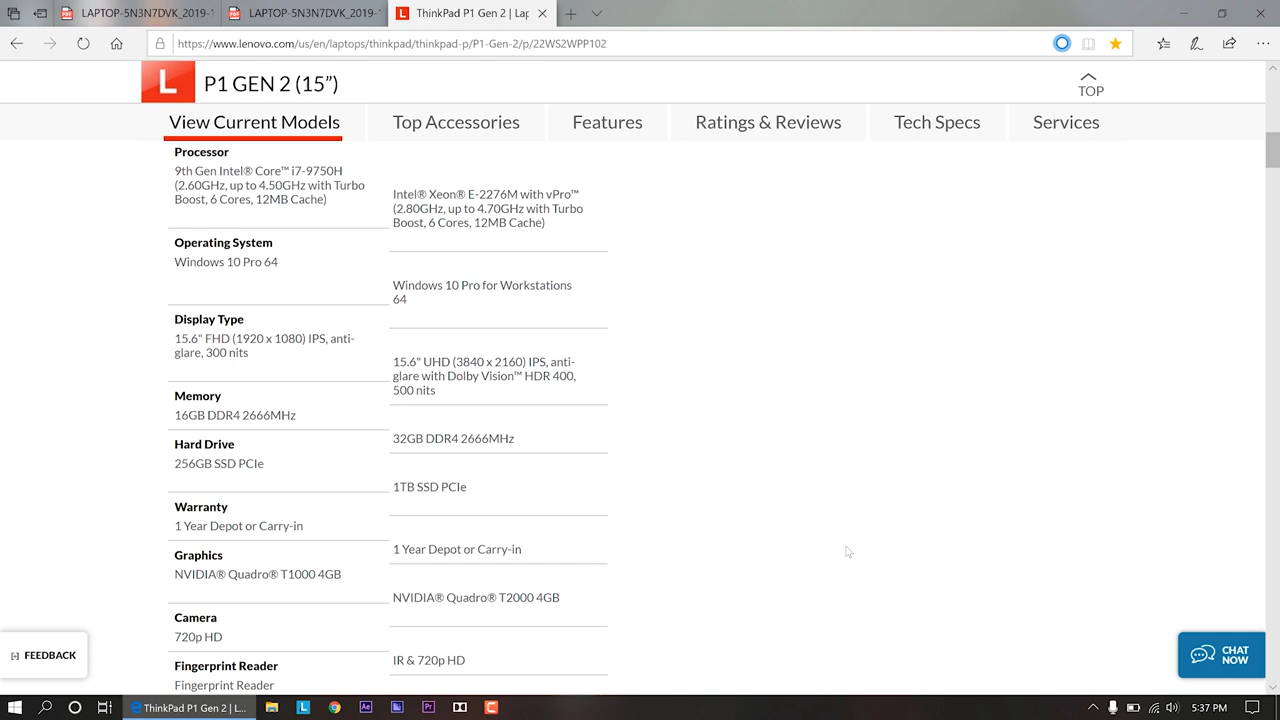 LAPTOP-5N3N7DVK_2019-
ThinkPad P1 Gen 2 | Lap
https://www.lenovo.com/us/en/laptops/thinkpad/thinkpad-p/P1-Gen-2/p/22WS2WPP102
L P1 GEN 2 (15”)
TOP
View Current Models Top Accessories Features Ratings & Reviews Tech Specs Services
Processor
9th Gen Intel® Core™ i7-9750H
(2.60GHz, up to 4.50GHz with Turbo
Boost, 6 Cores, 12MB Cache)
Intel® Xeon® E-2276M with vPro™
(2.80GHz, up to 4.70GHz with Turbo
Boost, 6 Cores, 12MB Cache)
Operating System
Windows 10 Pro 64
Windows 10 Pro for Workstations
64
Display Type
15.6" FHD (1920 x 1080) IPS, anti-
glare, 300 nits
15.6" UHD (3840 x 2160) IPS, anti-
glare with Dolby Vision™ HDR 400,
500 nits
Memory
16GB DDR4 2666MHz
32GB DDR4 2666MHz
Hard Drive
256GB SSD PCIe
1TB SSD PCIe
Warranty
1 Year Depot or Carry-in
1 Year Depot or Carry-in
Graphics
NVIDIA® Quadro® T1000 4GB
NVIDIA® Quadro® T2000 4GB
Camera
720p HD
IR & 720p HD
Fingerprint Reader
Fingerprint Reader
[+] FEEDBACK
CHAT
NOW
ThinkPad P1 Gen 2 | L...
L
Ae
Me
Pr
5:37 PM